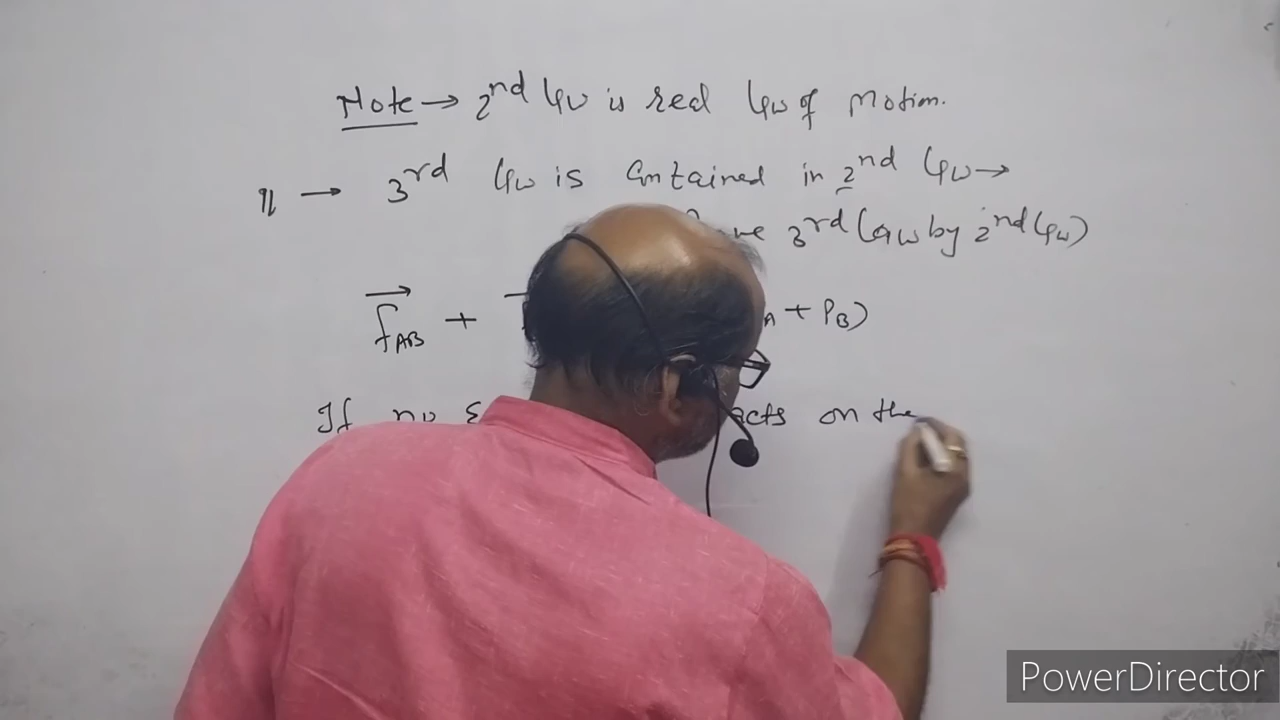 Note → 2nd law is real law of Motion.
II → 3rd law is Contained in 2nd law →
3rd law by 2nd law)
F_AB + + P_B)
If no acts on the
PowerDirector